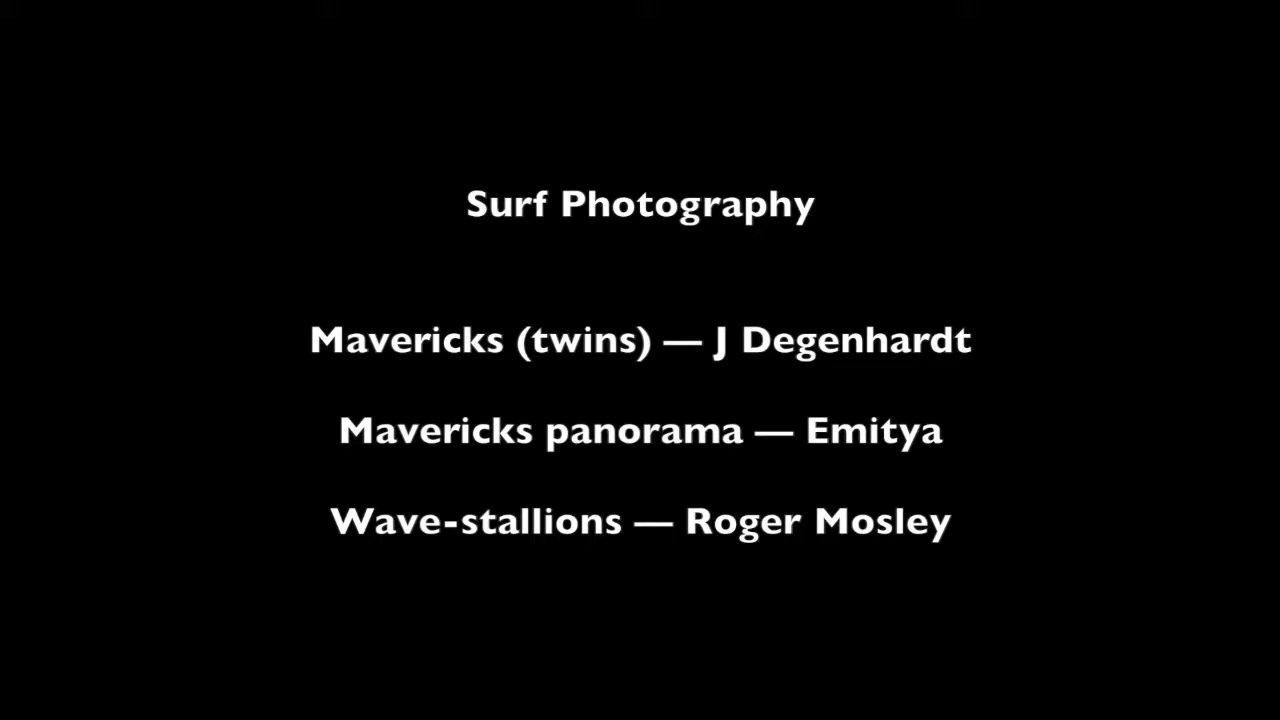 Surf Photography
Mavericks (twins) — J Degenhardt
Mavericks panorama — Emitya
Wave-stallions — Roger Mosley